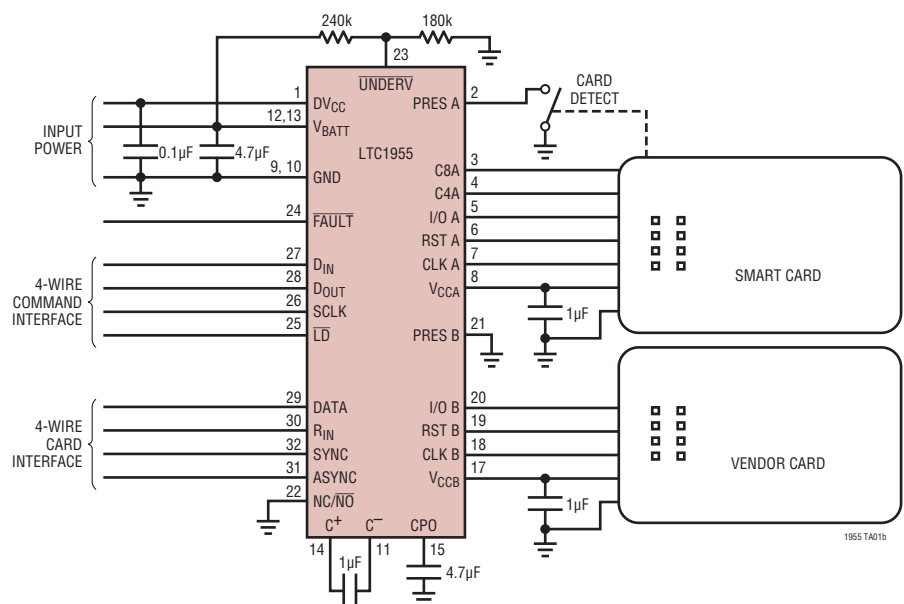 240k
180k
23
UNDERV
1
DVCC
12,13
VBATT
9, 10
GND
INPUT
POWER
0.1µF
4.7µF
LTC1955
PRES A
2
CARD
DETECT
24
FAULT
C8A
3
C4A
4
I/O A
5
RST A
6
CLK A
7
VCCA
8
1µF
SMART CARD
27
DIN
28
DOUT
26
SCLK
25
LD
4-WIRE
COMMAND
INTERFACE
PRES B
21
29
DATA
30
RIN
32
SYNC
31
ASYNC
22
NC/NO
4-WIRE
CARD
INTERFACE
I/O B
20
RST B
19
CLK B
18
VCCB
17
1µF
VENDOR CARD
C+
C–
CPO
14
11
15
1µF
4.7µF
1955 TA01b